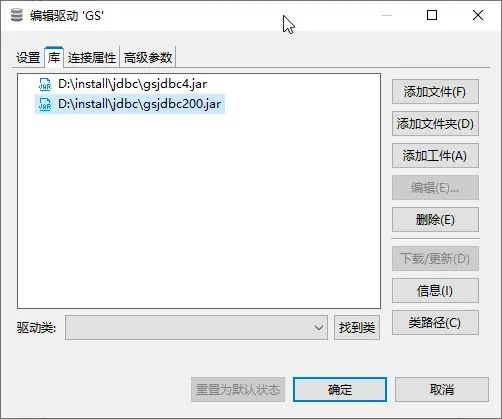 编辑驱动 'GS'
设置 库 连接属性 高级参数
D:\install\jdbc\gsjdbc4.jar
D:\install\jdbc\gsjdbc200.jar
添加文件(F)
添加文件夹(D)
添加工件(A)
编辑(E)...
删除(E)
下载/更新(D)
信息(I)
类路径(C)
驱动类: 找到类
重置为默认状态 确定 取消